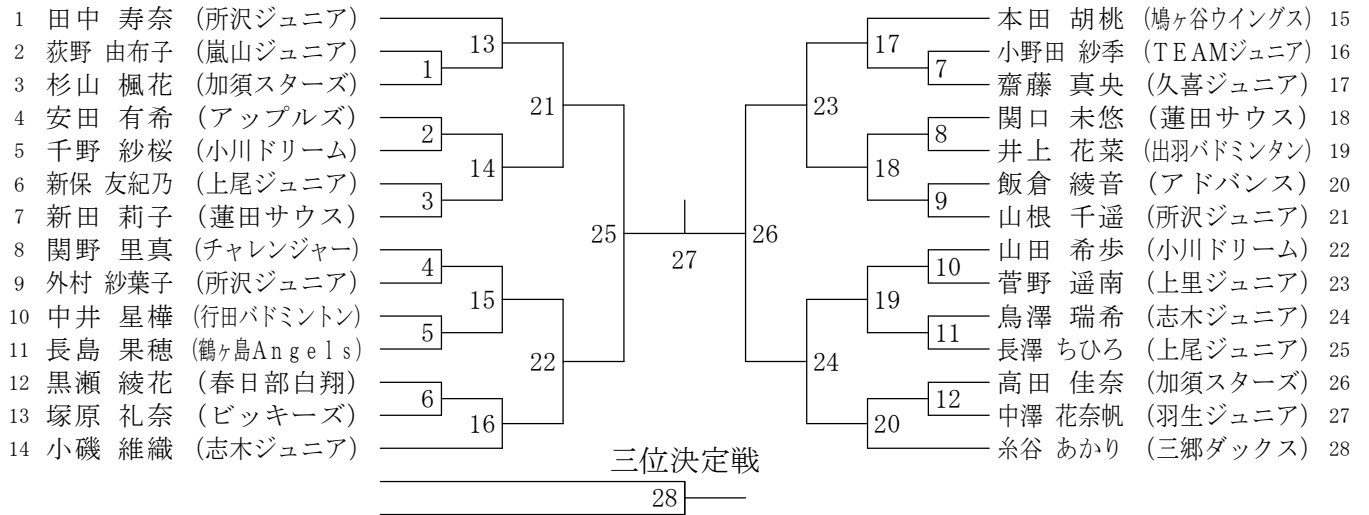 1 田中 寿奈 (所沢ジュニア)
2 荻野 由布子 (嵐山ジュニア)
3 杉山 楓花 (加須スターズ)
4 安田 有希 (アップルズ)
5 千野 紗桜 (小川ドリーム)
6 新保 友紀乃 (上尾ジュニア)
7 新田 莉子 (蓮田サウス)
8 関野 里真 (チャレンジャー)
9 外村 紗葉子 (所沢ジュニア)
10 中井 星樺 (行田バドミントン)
11 長島 果穂 (鶴ヶ島Angels)
12 黒瀬 綾花 (春日部白翔)
13 塚原 礼奈 (ビッキーズ)
14 小磯 維織 (志木ジュニア)
13
1
21
2
14
3
25
4
15
5
22
6
16
27
三位決定戦
28
17
7
23
8
18
9
26
10
19
11
24
12
20
本田 胡桃 (鳩ヶ谷ウイングス) 15
小野田 紗季 (TEAMジュニア) 16
齋藤 真央 (久喜ジュニア) 17
関口 未悠 (蓮田サウス) 18
井上 花菜 (出羽バドミンタン) 19
飯倉 綾音 (アドバンス) 20
山根 千遥 (所沢ジュニア) 21
山田 希歩 (小川ドリーム) 22
菅野 遥南 (上里ジュニア) 23
鳥澤 瑞希 (志木ジュニア) 24
長澤 ちひろ (上尾ジュニア) 25
高田 佳奈 (加須スターズ) 26
中澤 花奈帆 (羽生ジュニア) 27
糸谷 あかり (三郷ダックス) 28